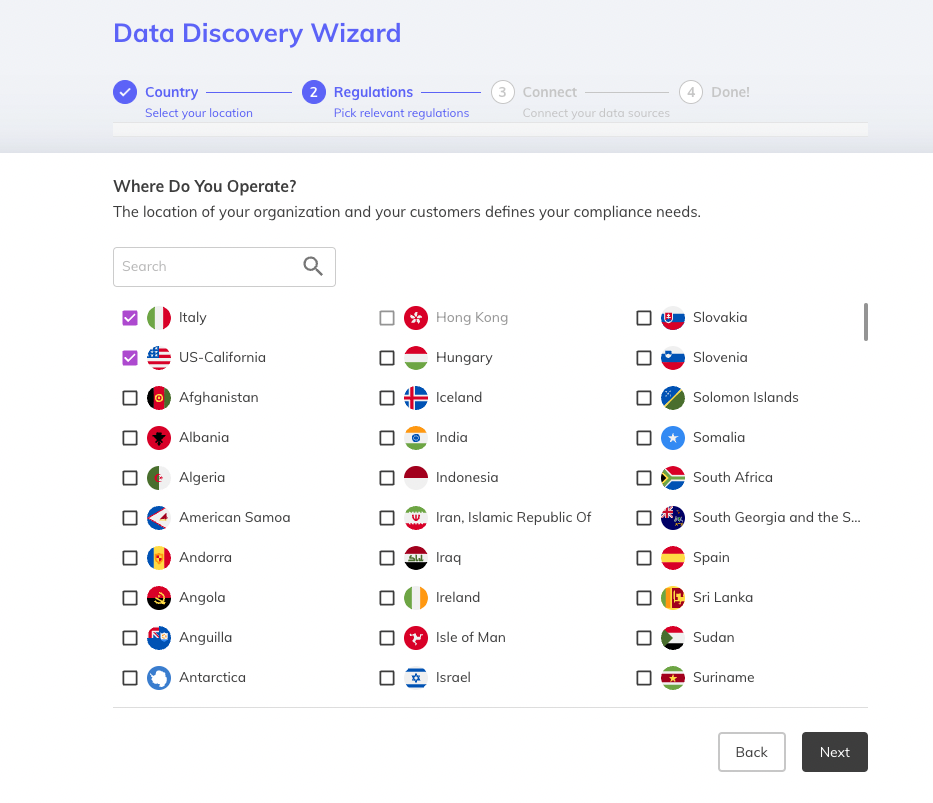 Data Discovery Wizard
Country
2 Regulations
3 Connect
4 Done!
Select your location
Pick relevant regulations
Connect your data sources
Where Do You Operate?
The location of your organization and your customers defines your compliance needs.
Search
Italy
US-California
Afghanistan
Albania
Algeria
American Samoa
Andorra
Angola
Anguilla
Antarctica
Hong Kong
Hungary
Iceland
India
Indonesia
Iran, Islamic Republic Of
Iraq
Ireland
Isle of Man
Israel
Slovakia
Slovenia
Solomon Islands
Somalia
South Africa
South Georgia and the S...
Spain
Sri Lanka
Sudan
Suriname
Back
Next